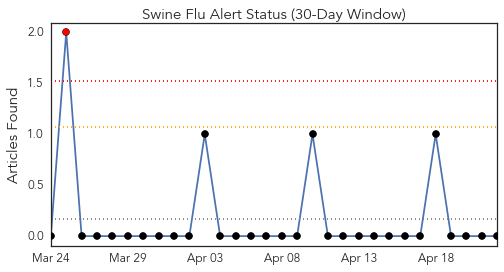 Swine Flu Alert Status (30-Day Window)
Articles Found
2.0
1.5
1.0
0.5
0.0
Mar 24 Mar 29 Apr 03 Apr 08 Apr 13 Apr 18